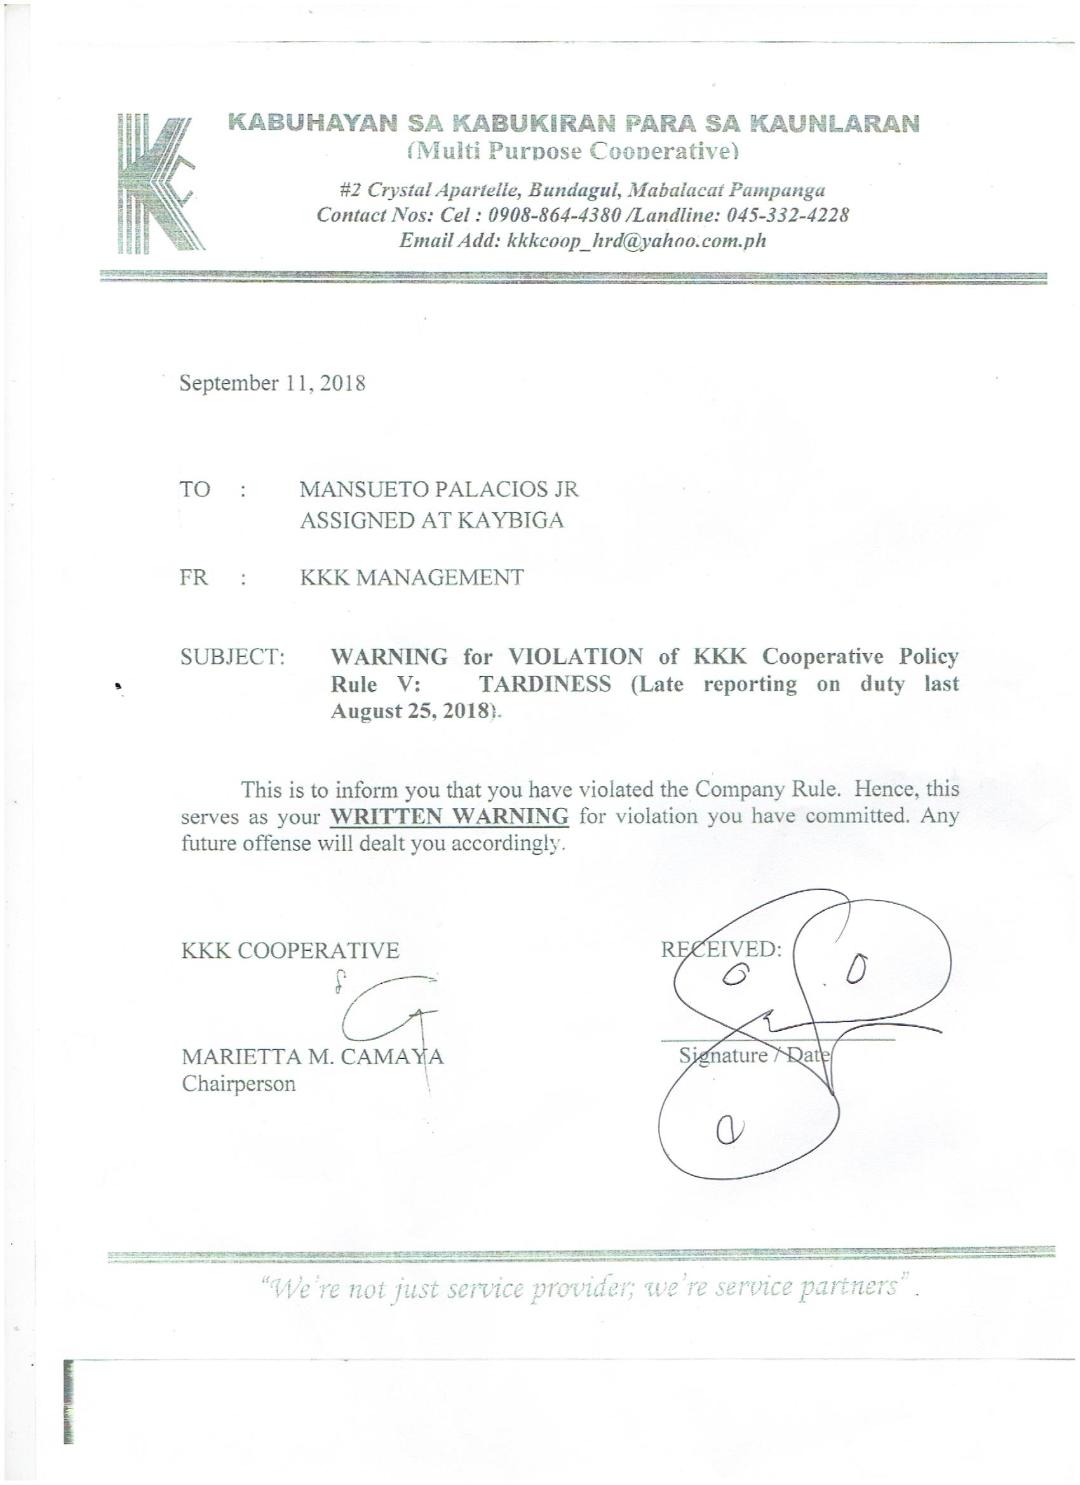 KABUHAYAN SA KABUKIRAN PARA SA KAUNLARAN
(Multi Purpose Cooperative)
#2 Crystal Apartelle, Bundagul, Mabalacat Pampanga
Contact Nos: Cel : 0908-864-4380 /Landline: 045-332-4228
Email Add: kkkcoop_hrd@yahoo.com.ph
September 11, 2018
TO : MANSUETO PALACIOS JR
ASSIGNED AT KAYBIGA
FR : KKK MANAGEMENT
SUBJECT: WARNING for VIOLATION of KKK Cooperative Policy
Rule V: TARDINESS (Late reporting on duty last
August 25, 2018).
This is to inform you that you have violated the Company Rule. Hence, this
serves as your WRITTEN WARNING for violation you have committed. Any
future offense will dealt you accordingly.
KKK COOPERATIVE RECEIVED:
MARIETTA M. CAMAYA Signature / Date
Chairperson
"We're not just service provider; we're service partners".